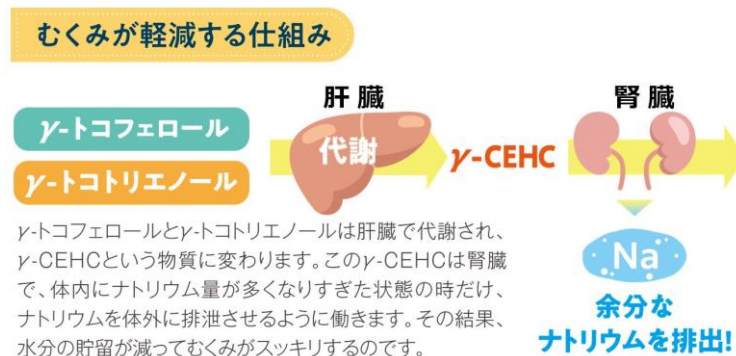 むくみが軽減する仕組み
肝臓
腎臓
γ-トコフェロール
γ-トコトリエノール
代謝
γ-CEHC
γ-トコフェロールとγ-トコトリエノールは肝臓で代謝され、
γ-CEHCという物質に変わります。このγ-CEHCは腎臓
で、体内にナトリウム量が多くなりすぎた状態の時だけ、
ナトリウムを体外に排泄させるように働きます。その結果、
水分の貯留が減ってむくみがスッキリするのです。
Na
余分な
ナトリウムを排出!